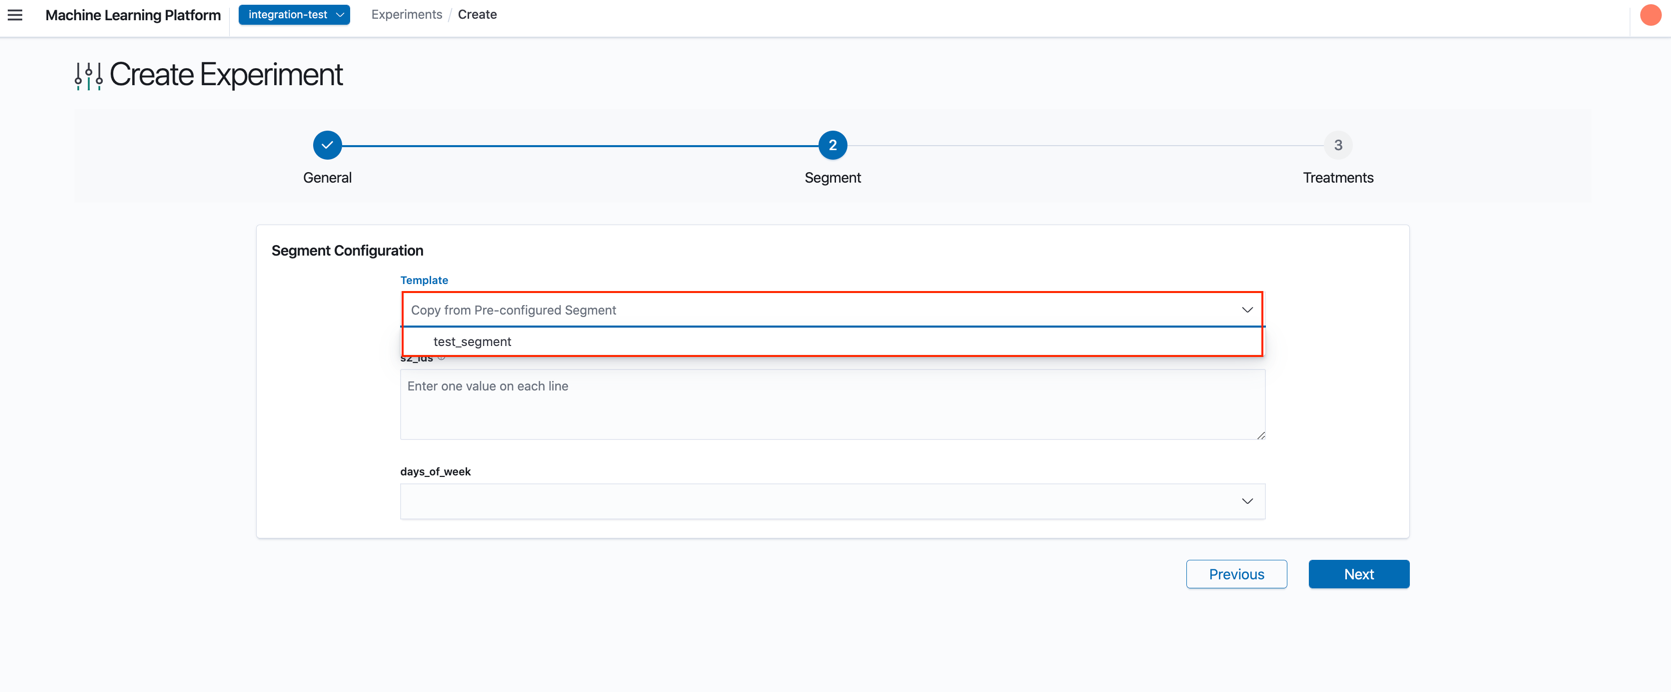 Machine Learning Platform integration-test Experiments / Create
Create Experiment
2 3
General Segment Treatments
Segment Configuration
Template
Copy from Pre-configured Segment
test_segment
s2_ids
Enter one value on each line
days_of_week
Previous Next